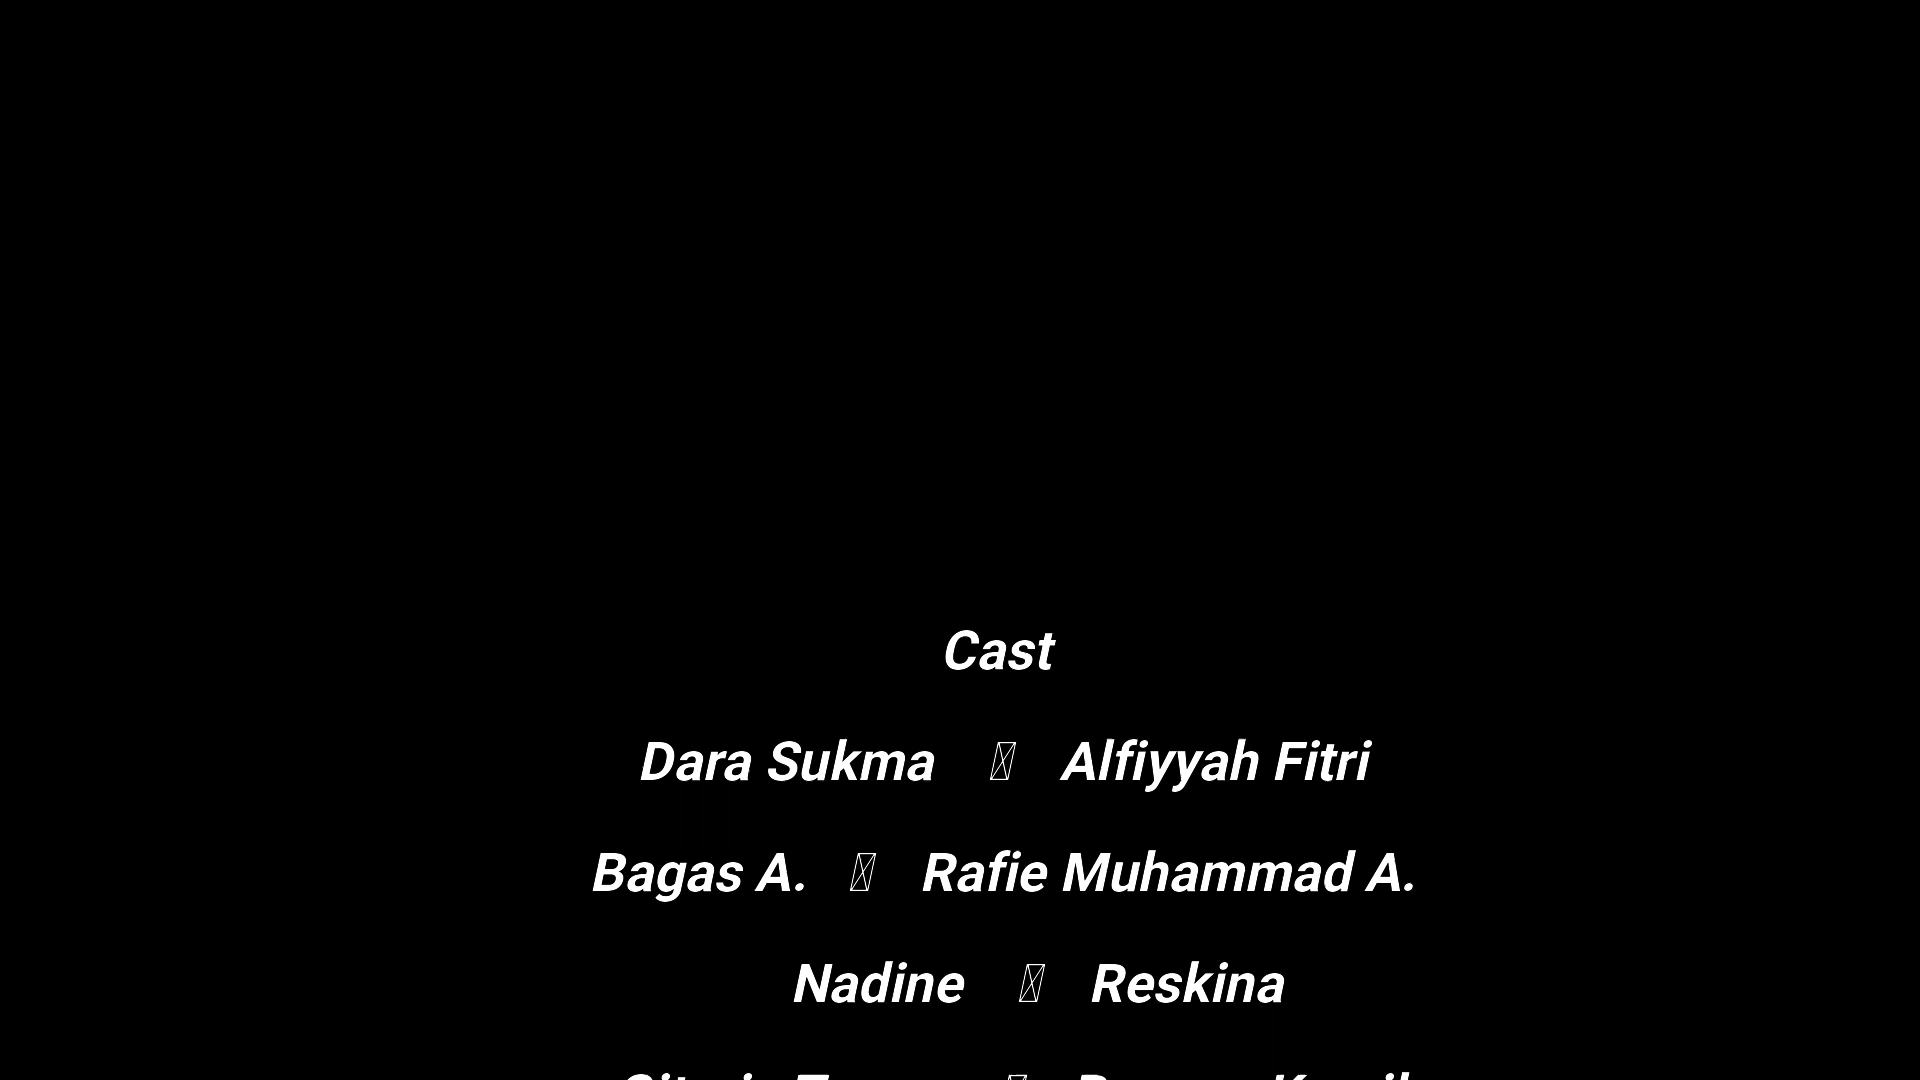 Cast
Dara Sukma Alfiyyah Fitri
Bagas A. Rafie Muhammad A.
Nadine Reskina